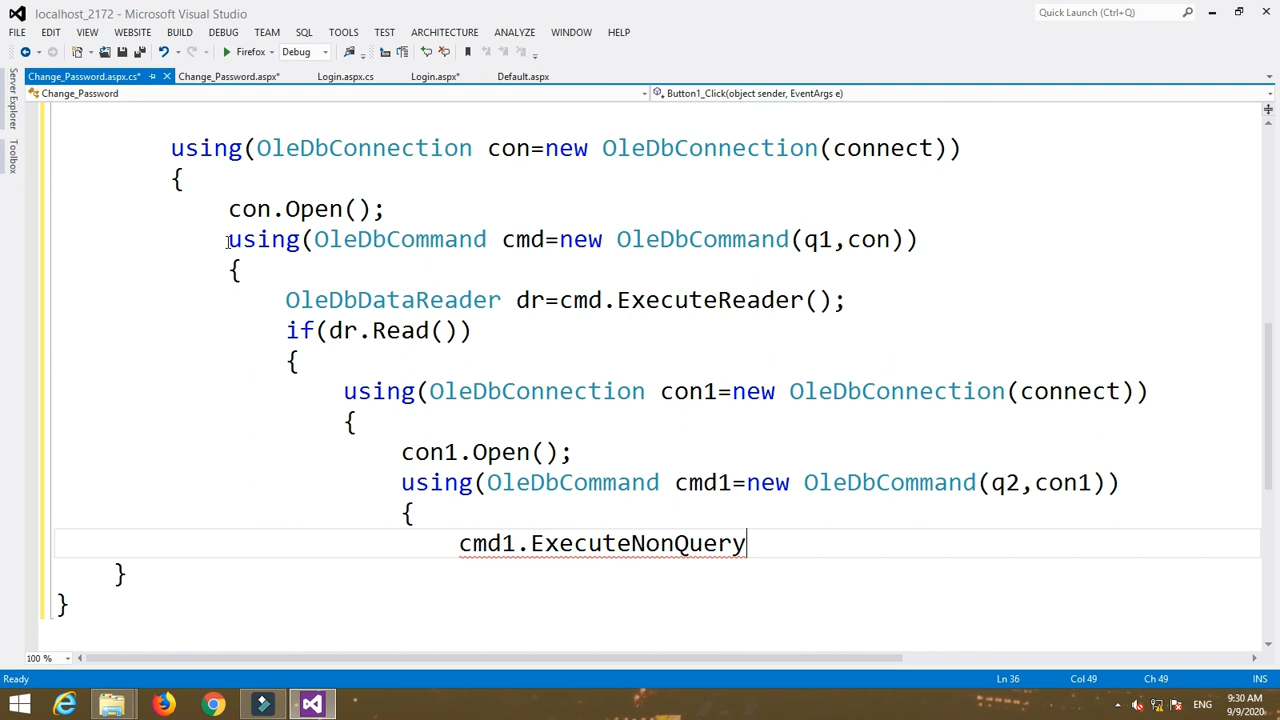 localhost_2172 - Microsoft Visual Studio
Quick Launch (Ctrl+Q)
FILE EDIT VIEW WEBSITE BUILD DEBUG TEAM SQL TOOLS TEST ARCHITECTURE ANALYZE WINDOW HELP
Firefox Debug
Change_Password.aspx.cs* Change_Password.aspx* Login.aspx.cs Login.aspx* Default.aspx
Change_Password Button1_Click(object sender, EventArgs e)
Server Explorer
Toolbox
using(OleDbConnection con=new OleDbConnection(connect))
{
con.Open();
using(OleDbCommand cmd=new OleDbCommand(q1,con))
{
OleDbDataReader dr=cmd.ExecuteReader();
if(dr.Read())
{
using(OleDbConnection con1=new OleDbConnection(connect))
{
con1.Open();
using(OleDbCommand cmd1=new OleDbCommand(q2,con1))
{
cmd1.ExecuteNonQuery
}
}
100 %
Ready Ln 36 Col 49 Ch 49 INS
ENG 9:30 AM
9/9/2020